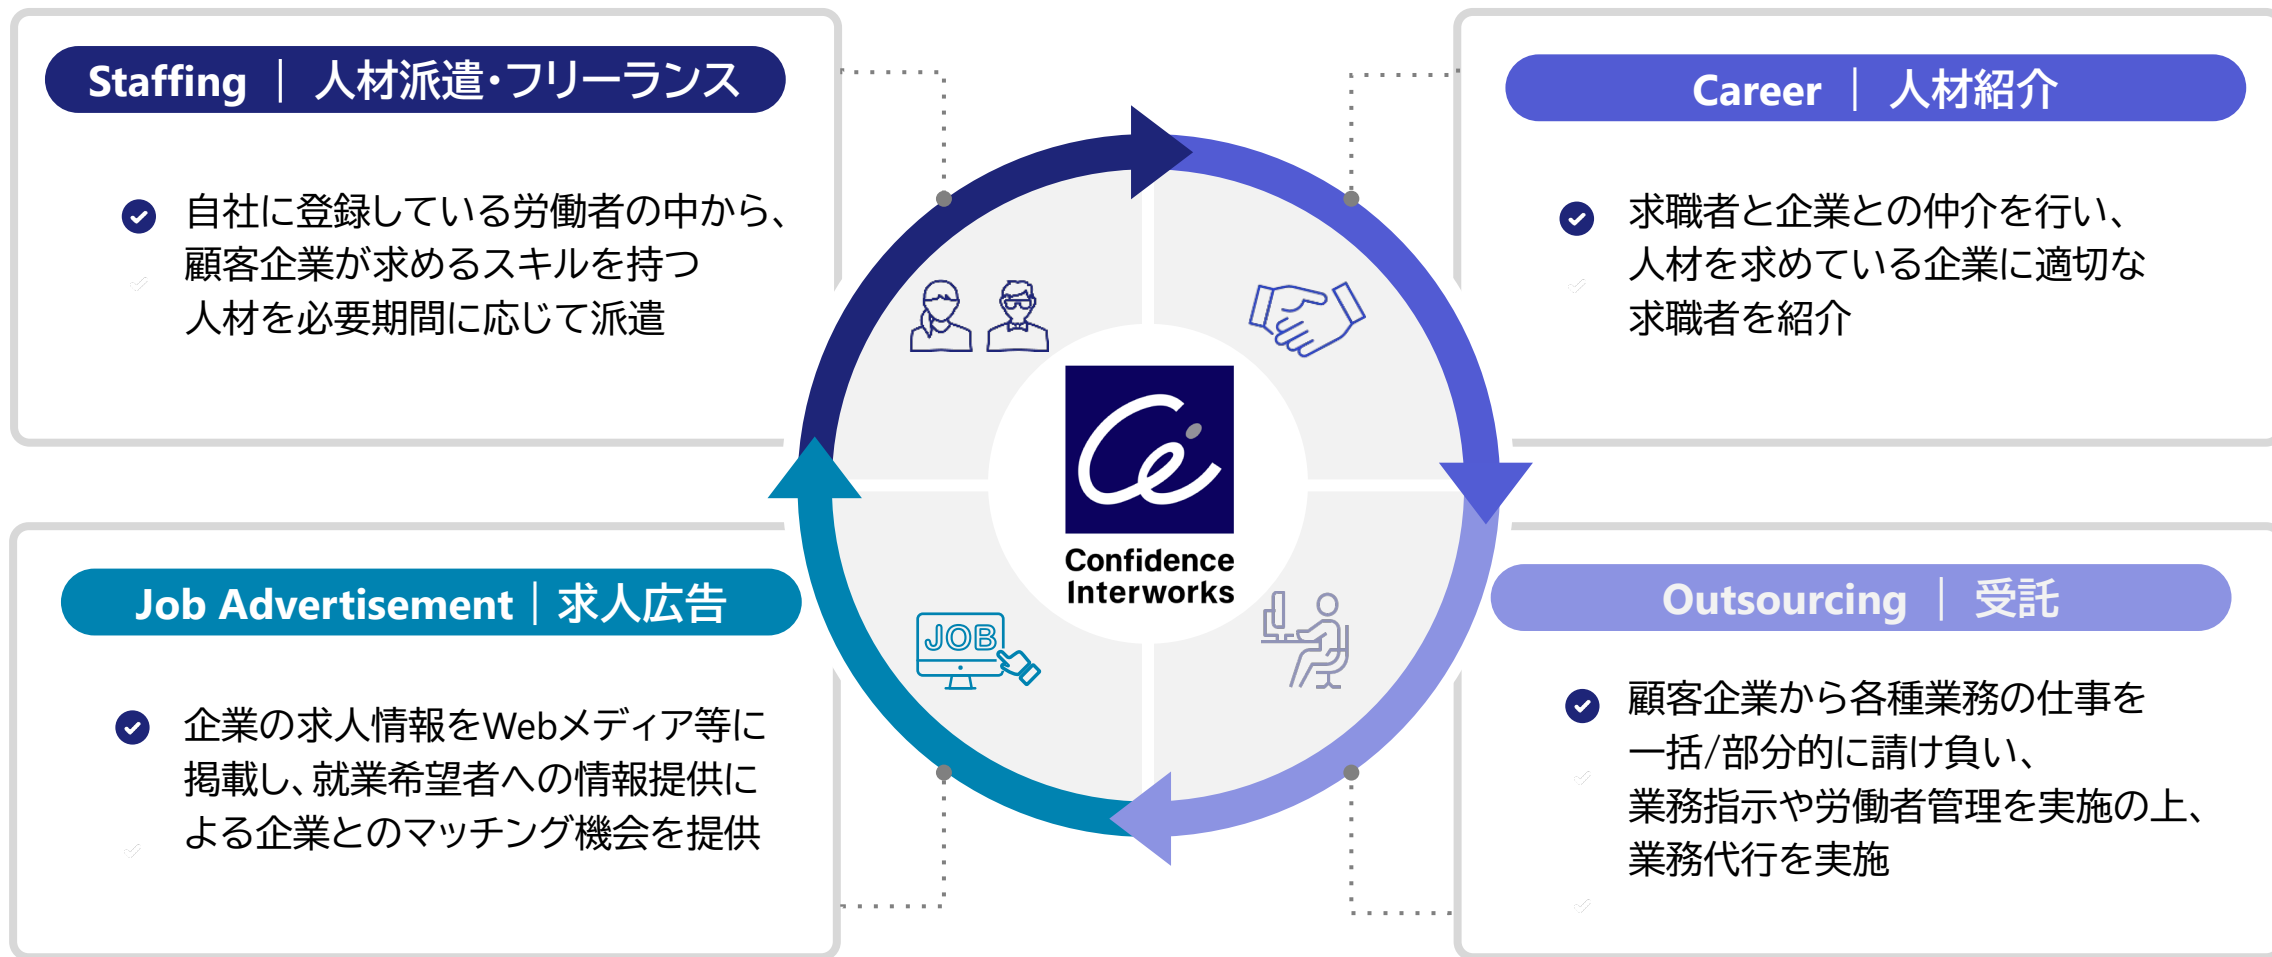 Staffing ｜ 人材派遣・フリーランス
自社に登録している労働者の中から、
顧客企業が求めるスキルを持つ
人材を必要期間に応じて派遣
Career ｜ 人材紹介
求職者と企業との仲介を行い、
人材を求めている企業に適切な
求職者を紹介
Ci
Confidence
Interworks
JOB
Job Advertisement｜求人広告
企業の求人情報をWebメディア等に
掲載し、就業希望者への情報提供に
よる企業とのマッチング機会を提供
Outsourcing ｜ 受託
顧客企業から各種業務の仕事を
一括/部分的に請け負い、
業務指示や労働者管理を実施の上、
業務代行を実施